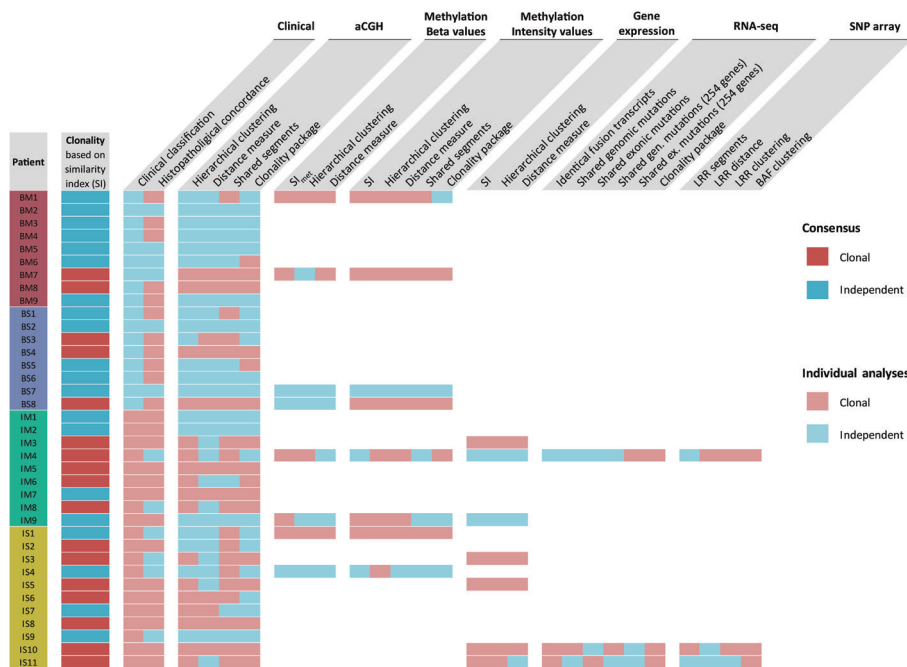 Clinical
aCGH
Methylation
Beta values
Methylation
Intensity values
Gene
expression
RNA-seq
SNP array
Clinical classification
Histopatholigical concordance
Hierarchical clustering
Distance measure
Shared segments
Clonality package
SI met
Hierarchical clustering
Distance measure
SI
Hierarchical clustering
Distance measure
Shared segments
Clonality package
SI
Hierarchical clustering
Distance measure
Identical fusion transcripts
Shared genomic mutations
Shared exonic mutations
Shared gen. mutations (254 genes)
Shared ex. mutations (254 genes)
Clonality package
LRR segments
LRR distance
LRR clustering
BAF clustering
Patient
Clonality
based on
similarity
index (SI)
BM1
BM2
BM3
BM4
BM5
BM6
BM7
BM8
BM9
BS1
BS2
BS3
BS4
BS5
BS6
BS7
BS8
IM1
IM2
IM3
IM4
IM5
IM6
IM7
IM8
IM9
IS1
IS2
IS3
IS4
IS5
IS6
IS7
IS8
IS9
IS10
IS11
Consensus
Clonal
Independent
Individual analyses
Clonal
Independent